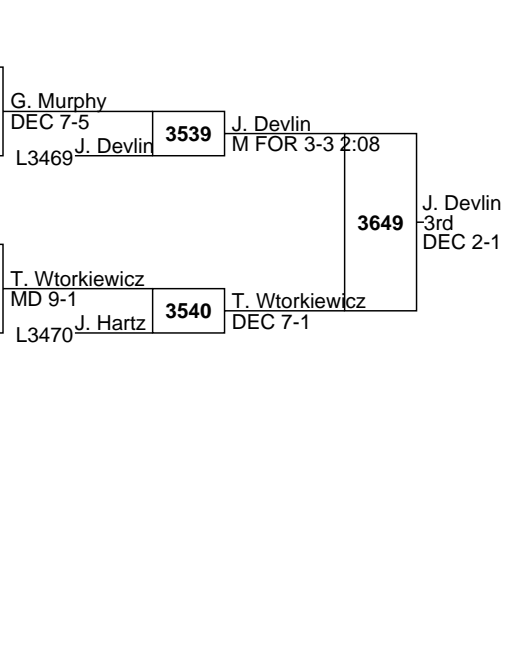 G. Murphy
DEC 7-5
L3469 J. Devlin
3539
J. Devlin
M FOR 3-3 2:08
T. Wtorkiewicz
MD 9-1
L3470 J. Hartz
3540
T. Wtorkiewicz
DEC 7-1
3649
J. Devlin
3rd
DEC 2-1